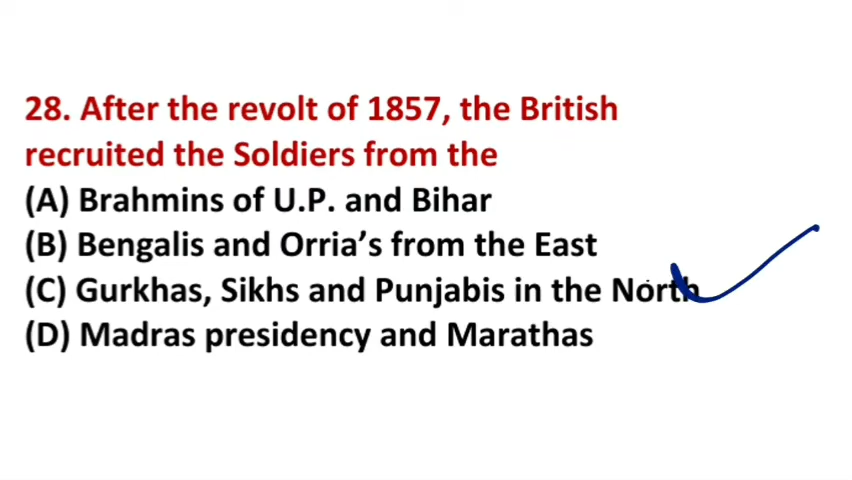 28. After the revolt of 1857, the British
recruited the Soldiers from the
(A) Brahmins of U.P. and Bihar
(B) Bengalis and Orria's from the East
(C) Gurkhas, Sikhs and Punjabis in the North
(D) Madras presidency and Marathas